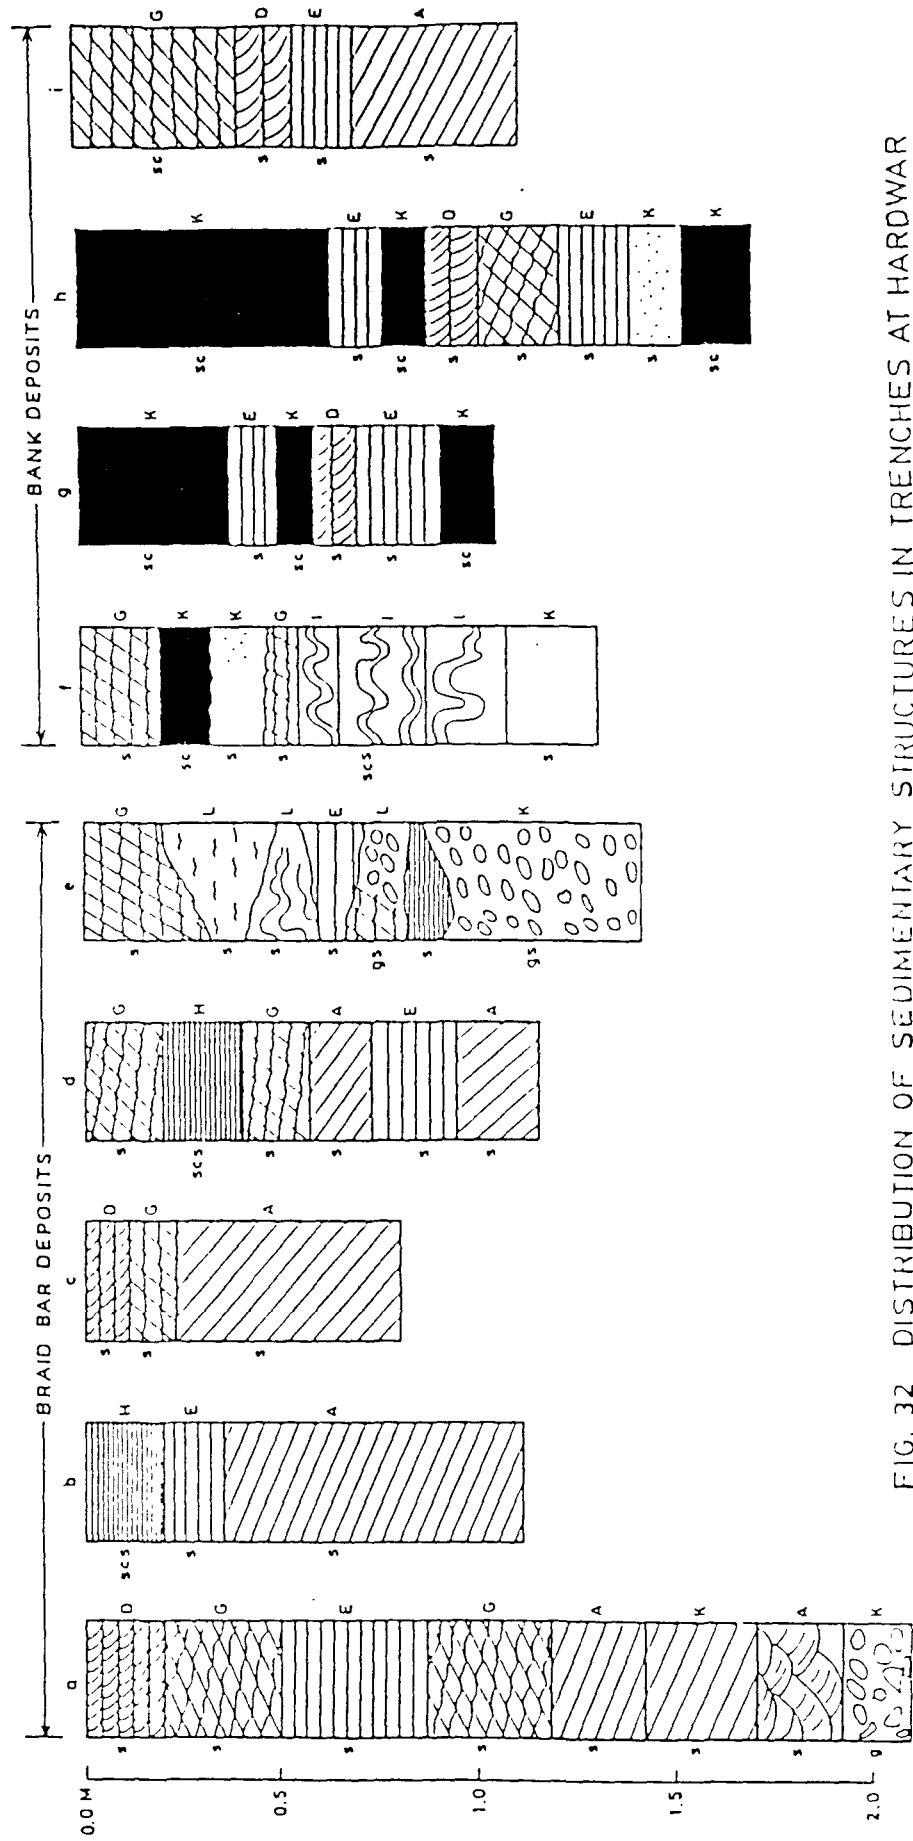 BRAID BAR DEPOSITS
BANK DEPOSITS
a
b
c
d
e
f
g
h
i
0.0 M
0.5
1.0
1.5
2.0
s D
s G
s E
s G
s A
s K
s A
g K
scs H
s E
s A
s D
s G
s A
s G
scs H
s G
s A
s E
s A
s G
s L
s L
s E
gs L
s
gs K
s G
sc K
s K
s G
I
scs I
I
s K
sc K
s E
sc K
s D
s E
sc K
sc K
s E
sc K
s D
s G
s E
s K
sc K
sc G
s D
s E
s A
FIG. 32 DISTRIBUTION OF SEDIMENTARY STRUCTURES IN TRENCHES AT HARDWAR